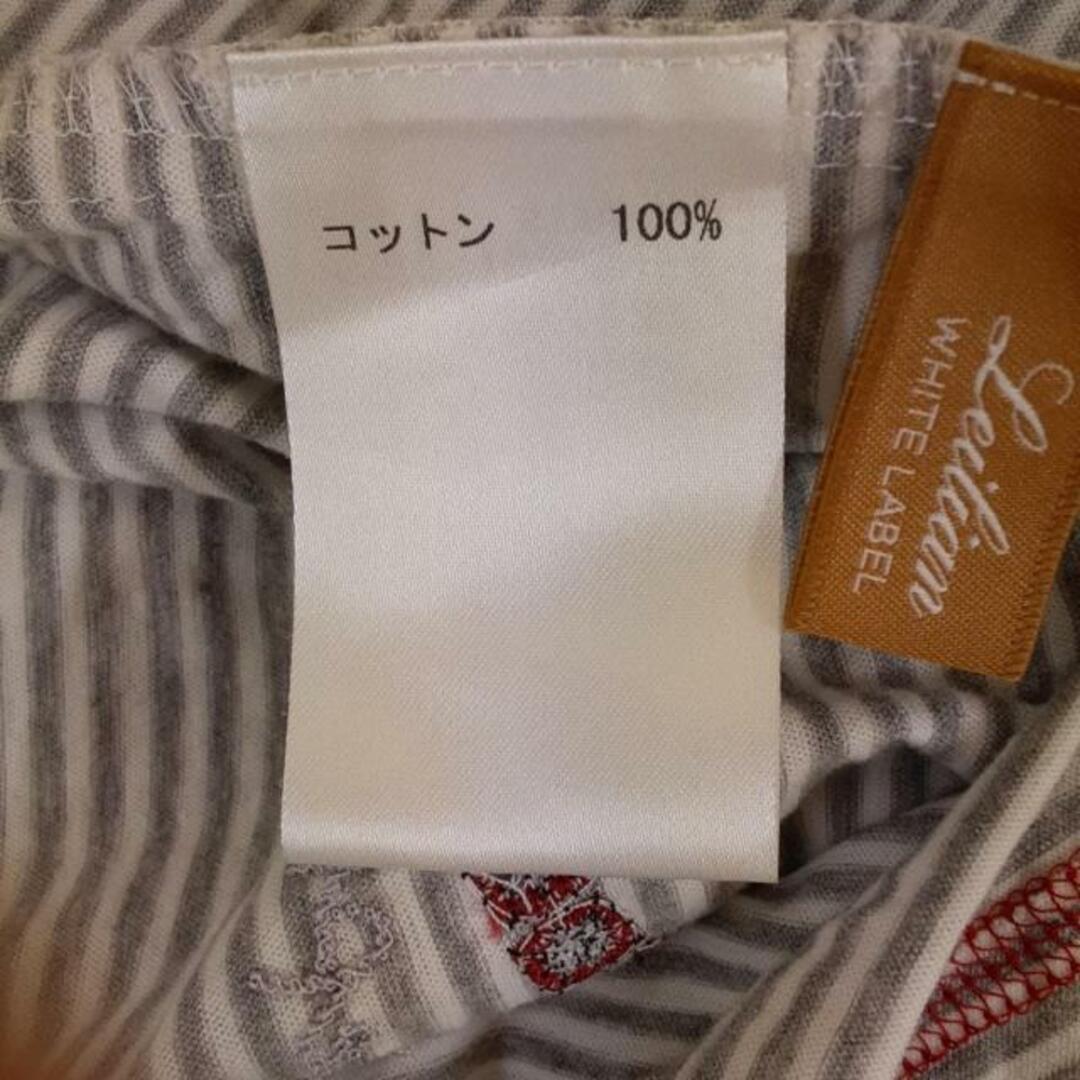 コットン 100%
Leilian
WHITE LABEL